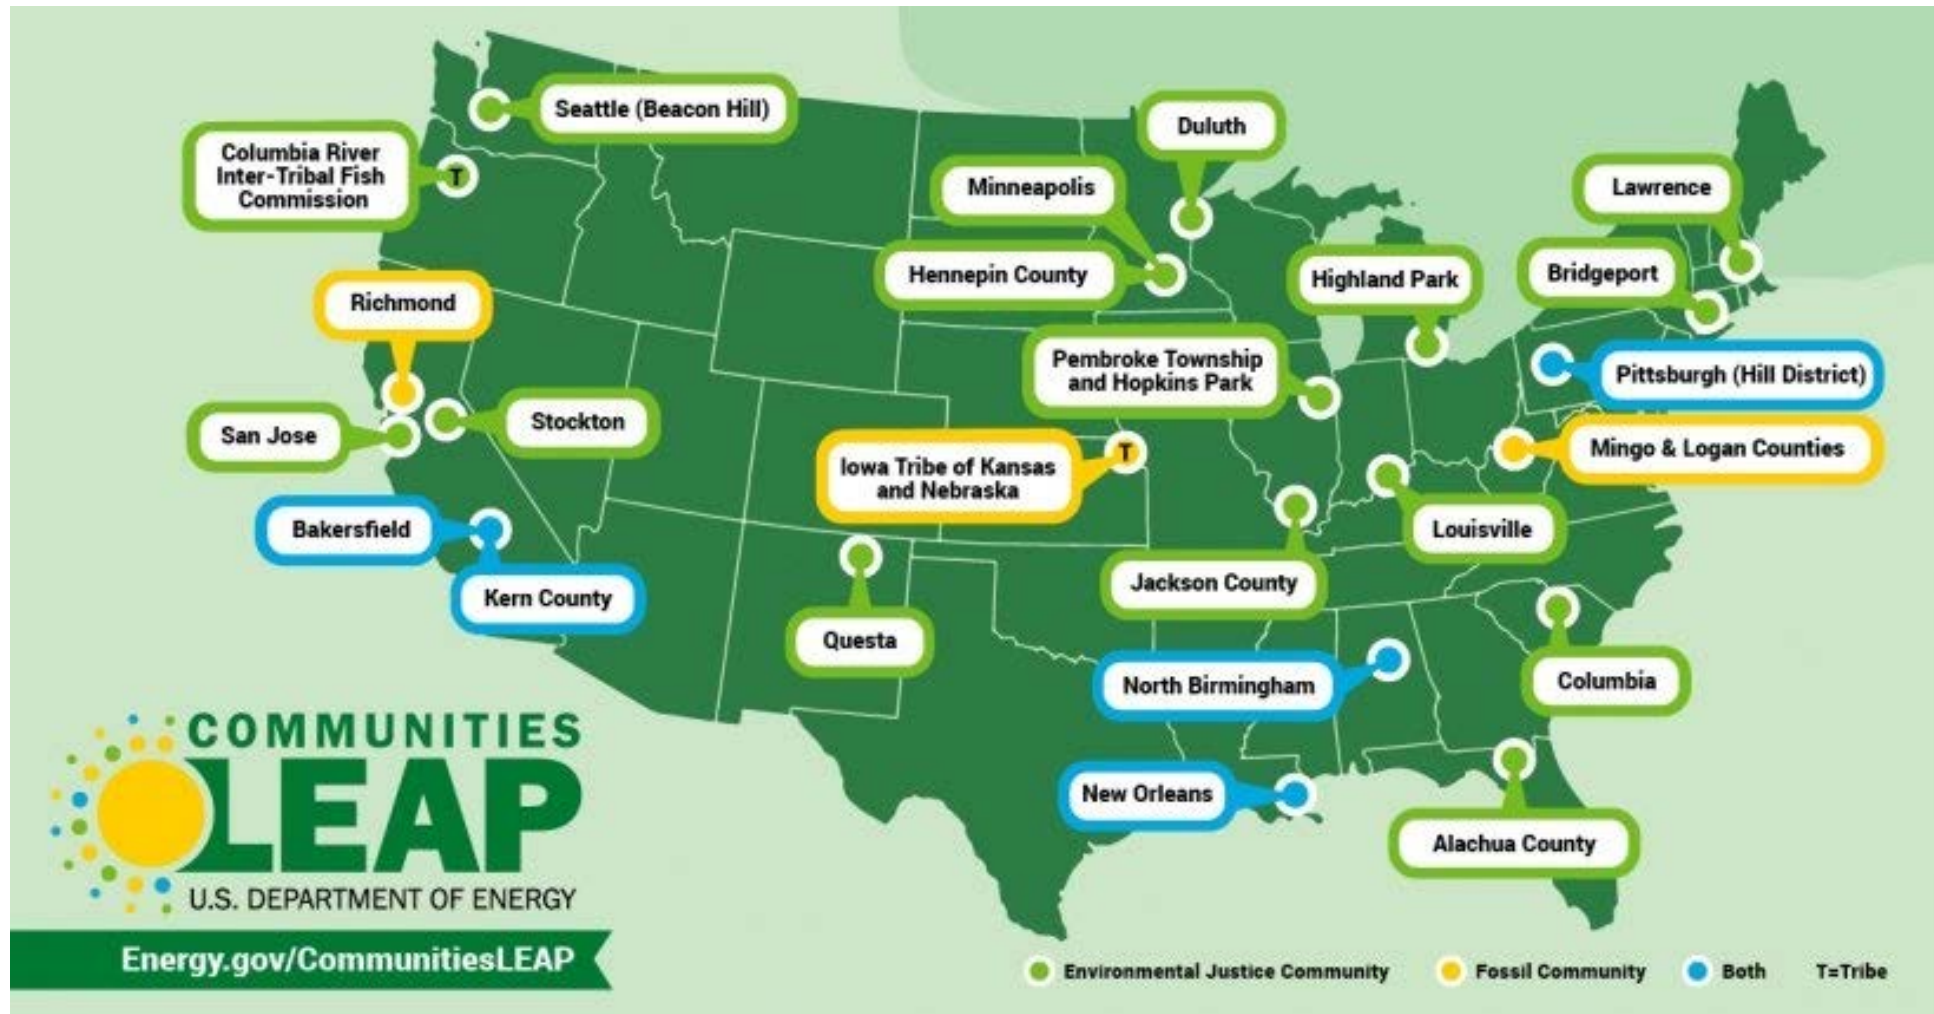 Seattle (Beacon Hill)
Columbia River
Inter-Tribal Fish
Commission
T
Duluth
Minneapolis
Hennepin County
Lawrence
Bridgeport
Highland Park
Richmond
Pembroke Township
and Hopkins Park
Pittsburgh (Hill District)
San Jose
Stockton
Iowa Tribe of Kansas
and Nebraska
T
Mingo & Logan Counties
Bakersfield
Kern County
Louisville
Jackson County
Questa
North Birmingham
Columbia
New Orleans
Alachua County
COMMUNITIES
LEAP
U.S. DEPARTMENT OF ENERGY
Energy.gov/CommunitiesLEAP
Environmental Justice Community
Fossil Community
Both
T=Tribe